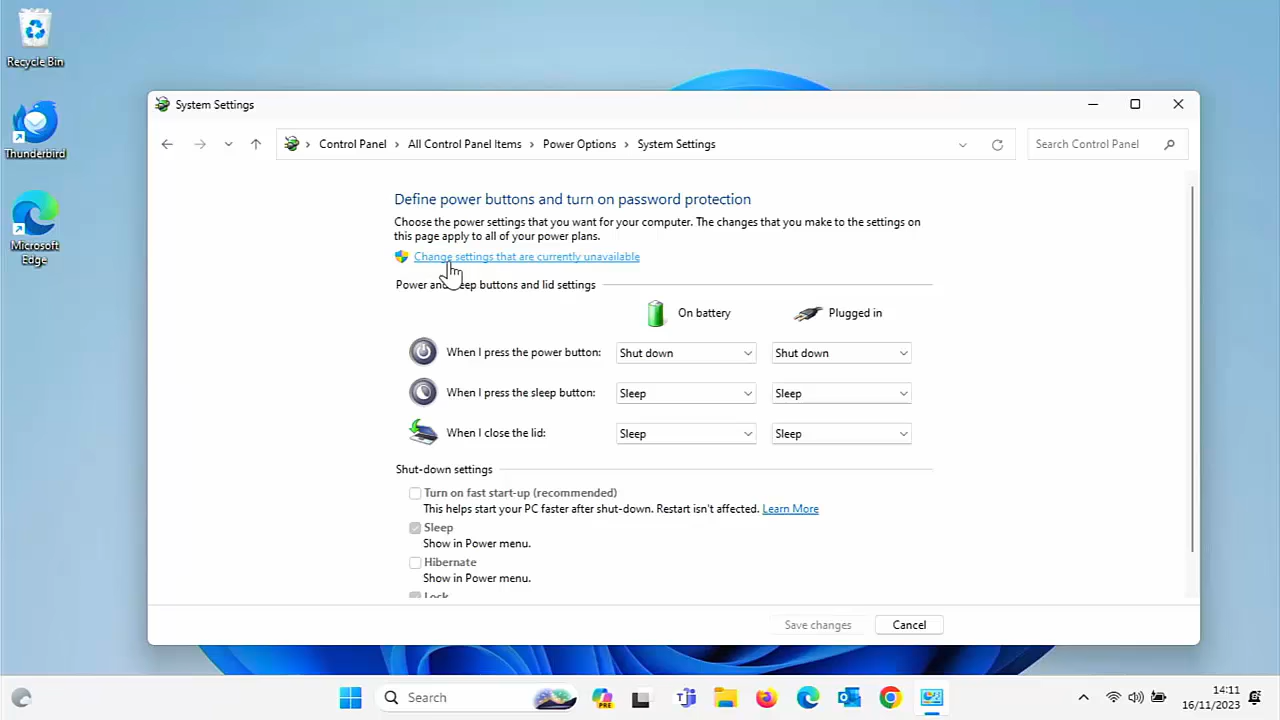 Recycle Bin
Thunderbird
Microsoft
Edge
System Settings
Control Panel > All Control Panel Items > Power Options > System Settings
Search Control Panel
Define power buttons and turn on password protection
Choose the power settings that you want for your computer. The changes that you make to the settings on
this page apply to all of your power plans.
Change settings that are currently unavailable
Power and sleep buttons and lid settings
On battery Plugged in
When I press the power button: Shut down Shut down
When I press the sleep button: Sleep Sleep
When I close the lid: Sleep Sleep
Shut-down settings
Turn on fast start-up (recommended)
This helps start your PC faster after shut-down. Restart isn't affected. Learn More
Sleep
Show in Power menu.
Hibernate
Show in Power menu.
Lock
Save changes Cancel
Search
PRE
14:11
16/11/2023